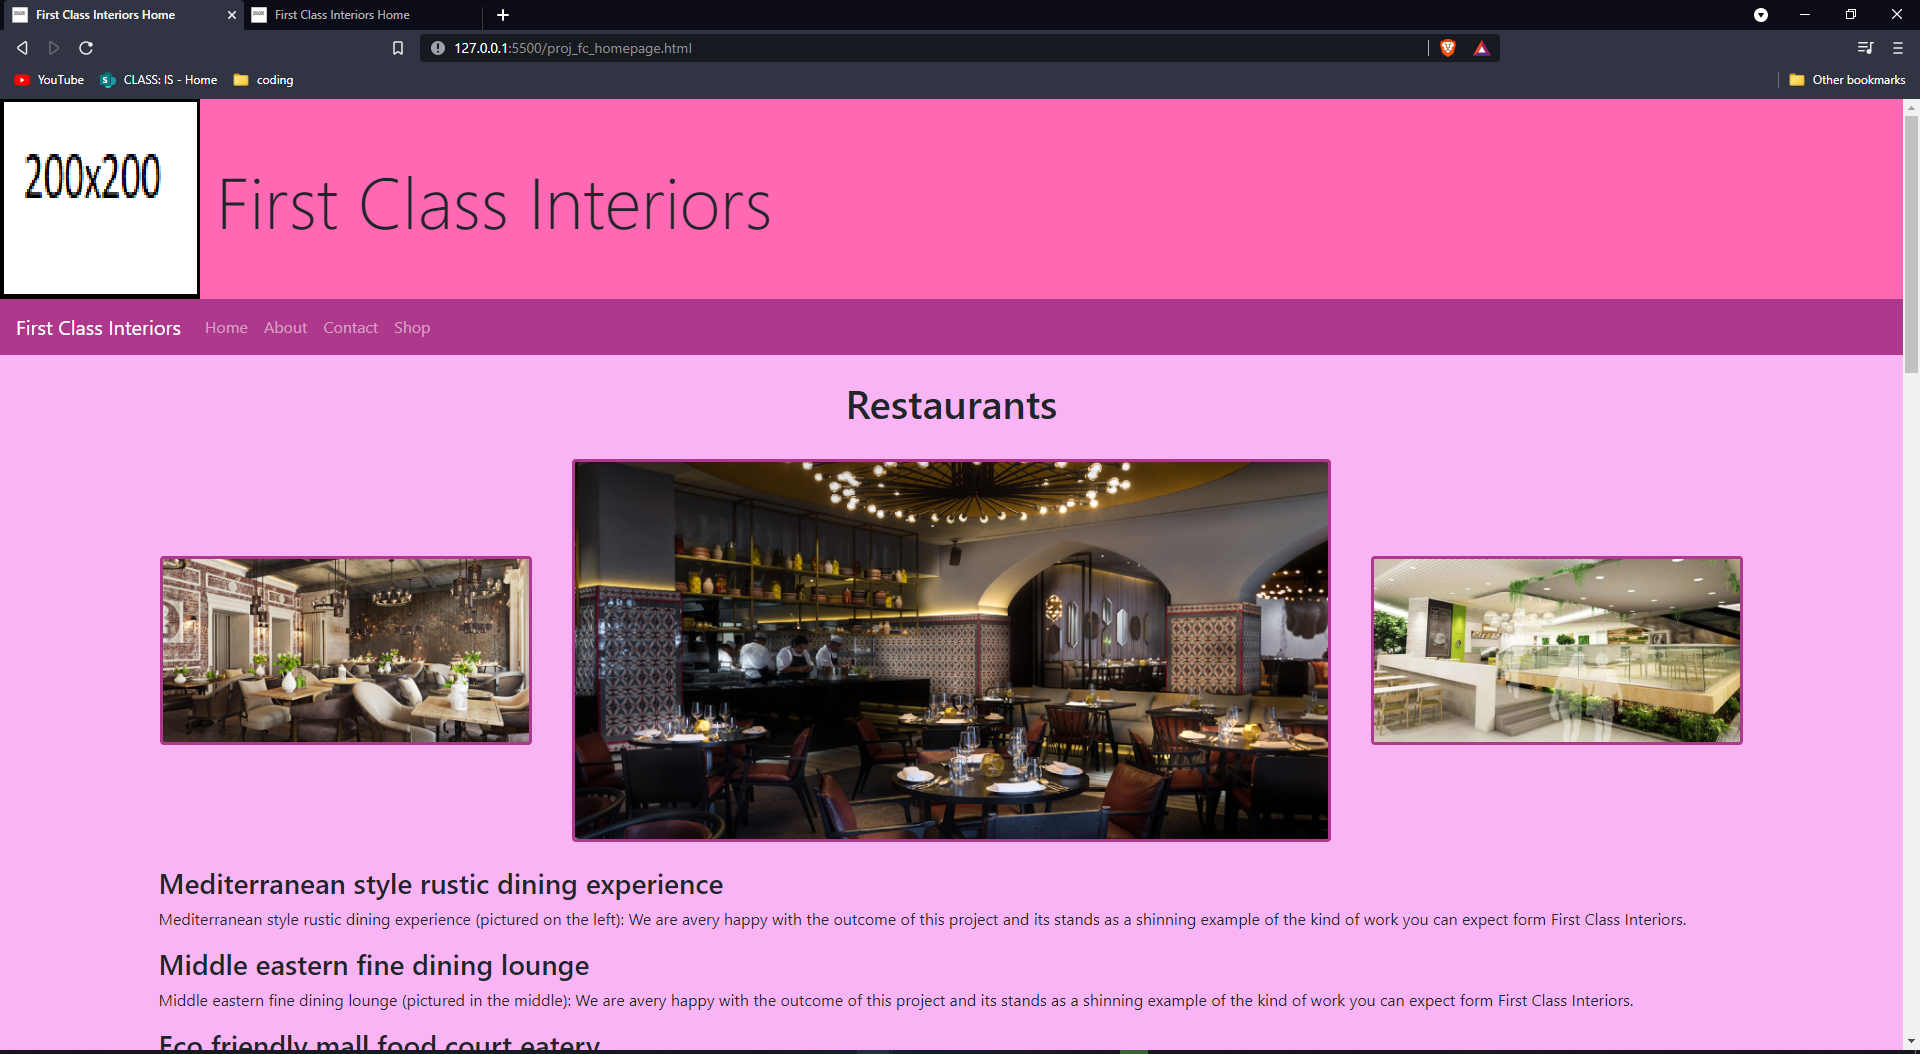 First Class Interiors Home
First Class Interiors Home
127.0.0.1:5500/proj_fc_homepage.html
YouTube
CLASS: IS - Home
coding
Other bookmarks
200x200
First Class Interiors
First Class Interiors
Home
About
Contact
Shop
Restaurants
Mediterranean style rustic dining experience
Mediterranean style rustic dining experience (pictured on the left): We are avery happy with the outcome of this project and its stands as a shinning example of the kind of work you can expect form First Class Interiors.
Middle eastern fine dining lounge
Middle eastern fine dining lounge (pictured in the middle): We are avery happy with the outcome of this project and its stands as a shinning example of the kind of work you can expect form First Class Interiors.
Eco friendly mall food court eatery